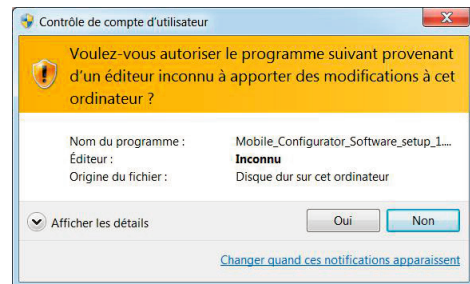 Contrôle de compte d'utilisateur
Voulez-vous autoriser le programme suivant provenant
d'un éditeur inconnu à apporter des modifications à cet
ordinateur ?
Nom du programme : Mobile_Configurator_Software_setup_1....
Éditeur : Inconnu
Origine du fichier : Disque dur sur cet ordinateur
Afficher les détails Oui Non
Changer quand ces notifications apparaissent